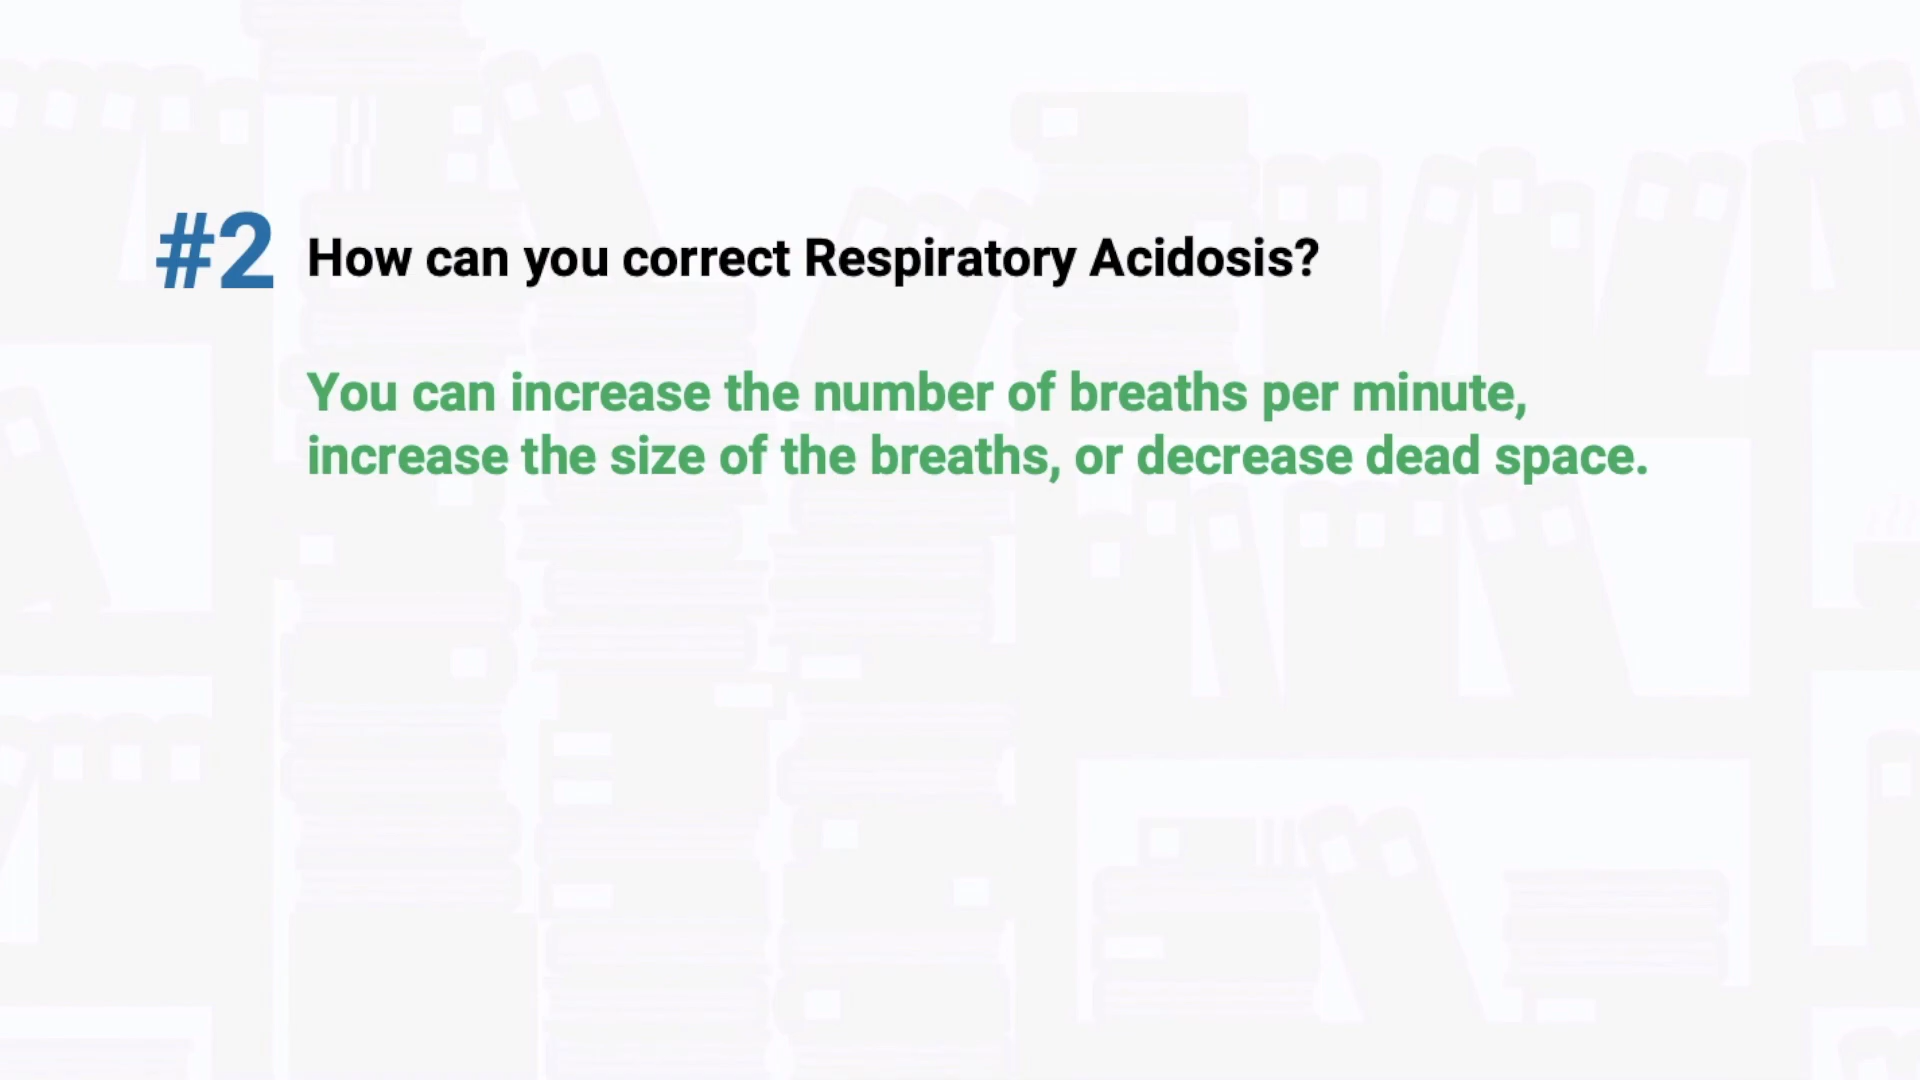 #2 How can you correct Respiratory Acidosis?
You can increase the number of breaths per minute,
increase the size of the breaths, or decrease dead space.